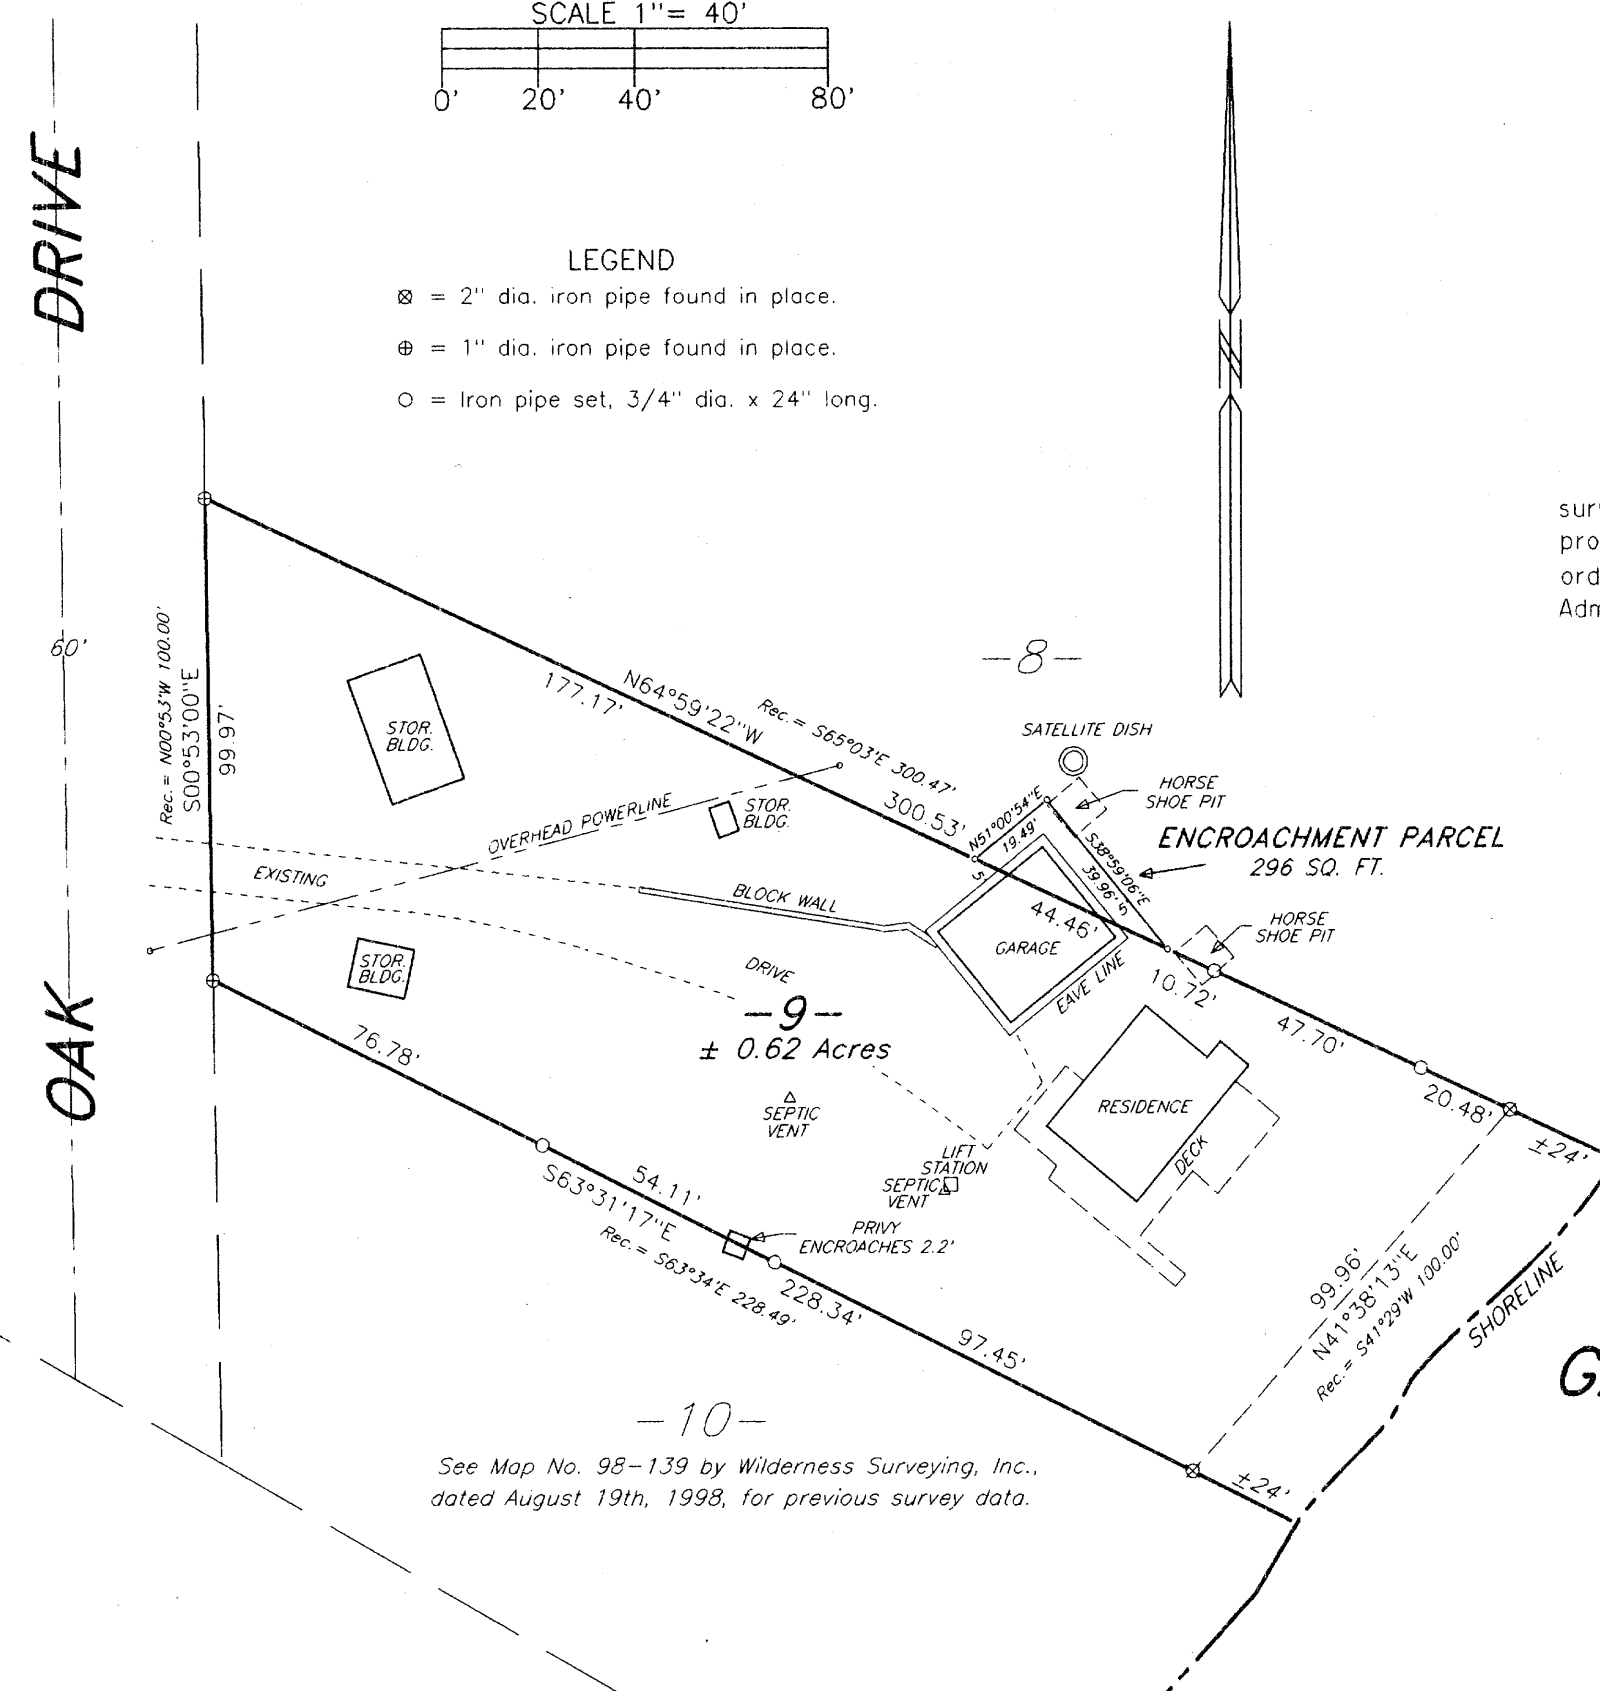 SCALE 1"= 40'
0' 20' 40' 80'
OAK DRIVE
LEGEND
⊗ = 2" dia. iron pipe found in place.
⊕ = 1" dia. iron pipe found in place.
○ = Iron pipe set, 3/4" dia. x 24" long.
60'
Rec. = N00°53'W 100.00'
S00°53'00"E
99.97'
177.17'
N64°59'22"W
Rec. = S65°03'E 300.47'
300.53'
-8-
SATELLITE DISH
HORSE
SHOE PIT
ENCROACHMENT PARCEL
296 SQ. FT.
N51°00'54"E
19.49'
S38°59'06"E
39.96'
5
5
44.46'
HORSE
SHOE PIT
STOR.
BLDG.
STOR.
BLDG.
OVERHEAD POWERLINE
EXISTING
BLOCK WALL
GARAGE
EAVE LINE
10.72'
47.70'
20.48'
±24'
STOR.
BLDG.
DRIVE
-9-
± 0.62 Acres
76.78'
SEPTIC
VENT
RESIDENCE
DECK
LIFT
STATION
SEPTIC
VENT
54.11'
S63°31'17"E
Rec. = S63°34'E 228.49'
PRIVY
ENCROACHES 2.2'
228.34'
97.45'
99.96'
N41°38'13"E
Rec.= S41°29'W 100.00'
SHORELINE
G
±24'
-10-
See Map No. 98-139 by Wilderness Surveying, Inc.,
dated August 19th, 1998, for previous survey data.
sur
pro
ord
Adm